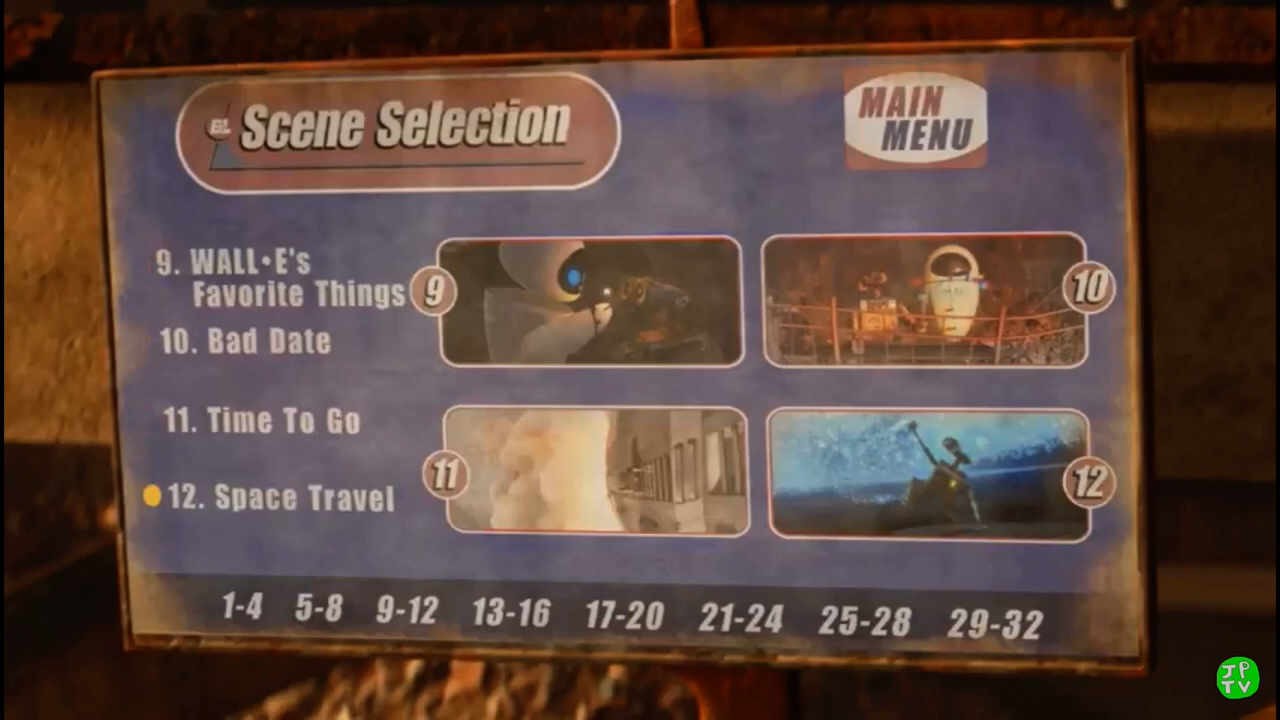 Scene Selection
MAIN
MENU
9. WALL•E's
Favorite Things
9
10
10. Bad Date
11. Time To Go
11
12
12. Space Travel
1-4 5-8 9-12 13-16 17-20 21-24 25-28 29-32
JP
TV